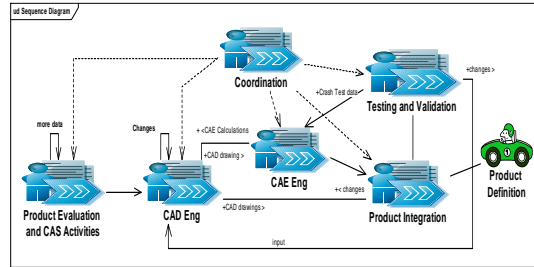 ud Sequence Diagram
Coordination
Testing and Validation
+changes >
+Crash Test data
more data
Changes
+ <CAE Calculations
+CAD drawing >
CAE Eng
Product Evaluation
and CAS Activities
CAD Eng
+CAD drawings >
+< changes
Product Integration
1
Product
Definition
input